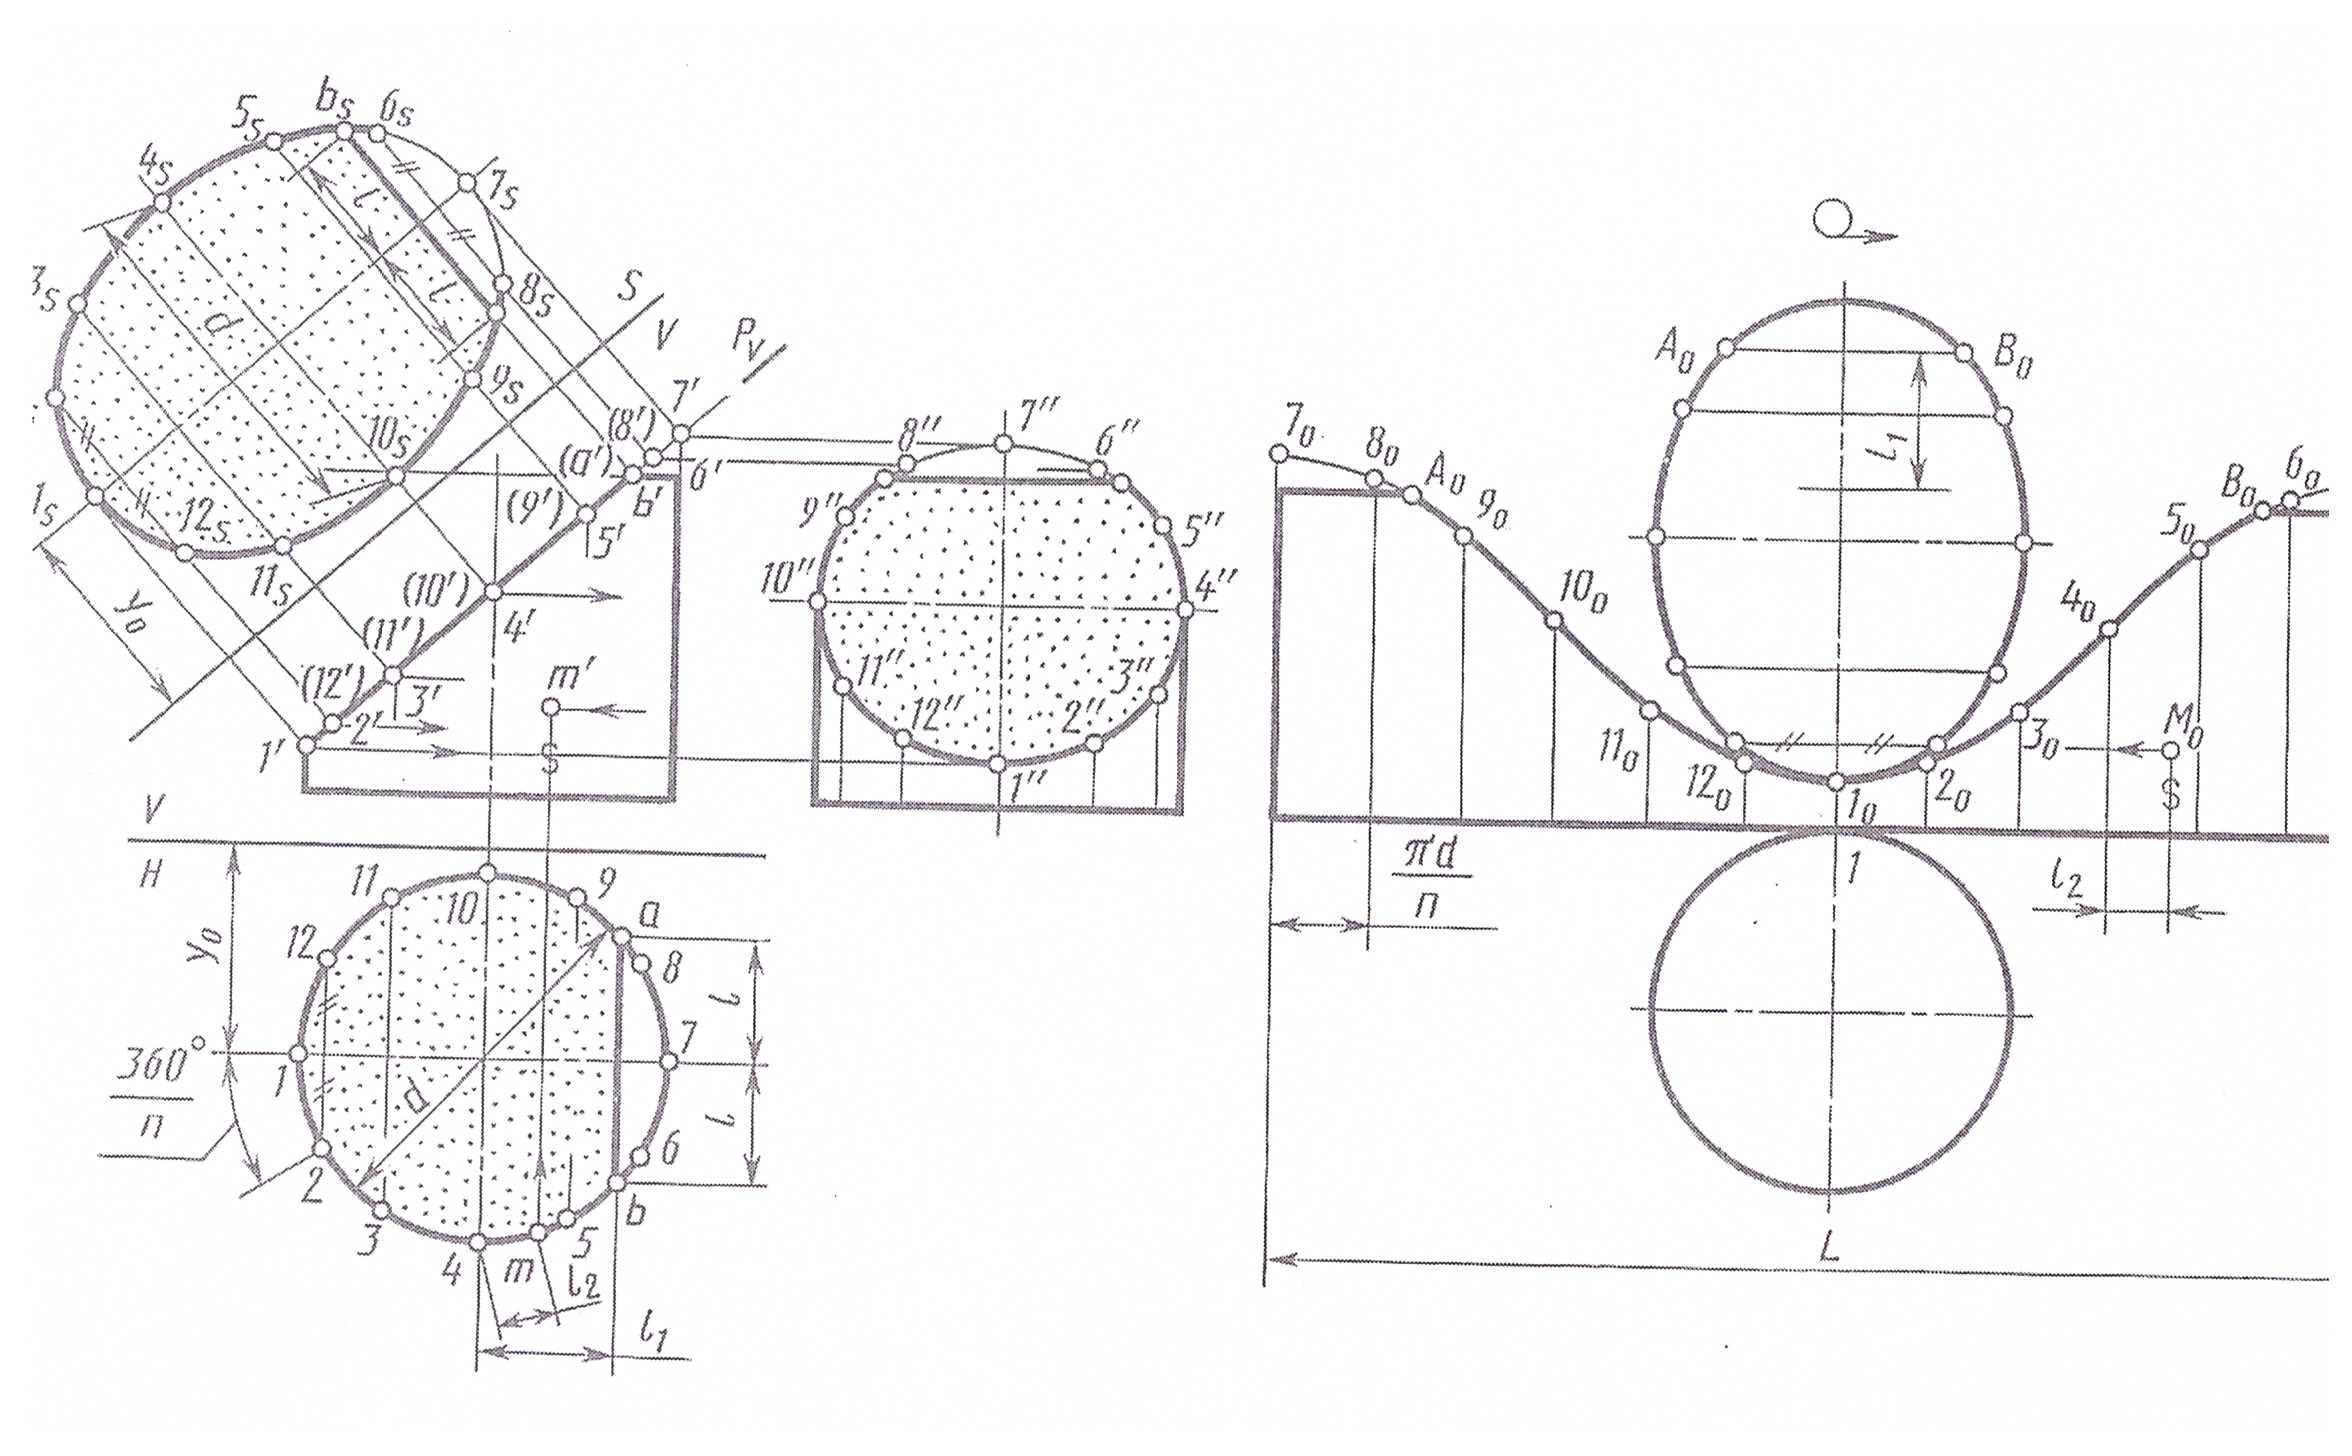 5s
bs
6s
4s
7s
3s
l
l
8s
d
S
V
Pv
9s
10s
7'
(8')
(a')
6'
b'
1s
12s
(9')
5'
11s
y0
(10')
4'
(11')
3'
(12')
2'
m'
1'
S
8"
7"
6"
9"
5"
10"
4"
11"
12"
3"
2"
1"
V
H
11
10
9
a
12
8
y0
l
7
360°
n
1
d
l
6
2
b
3
5
4
m
l2
l1
A0
B0
l1
70
80
A0
90
100
110
120
10
20
30
40
50
B0
60
M0
S
πd
n
1
l2
L